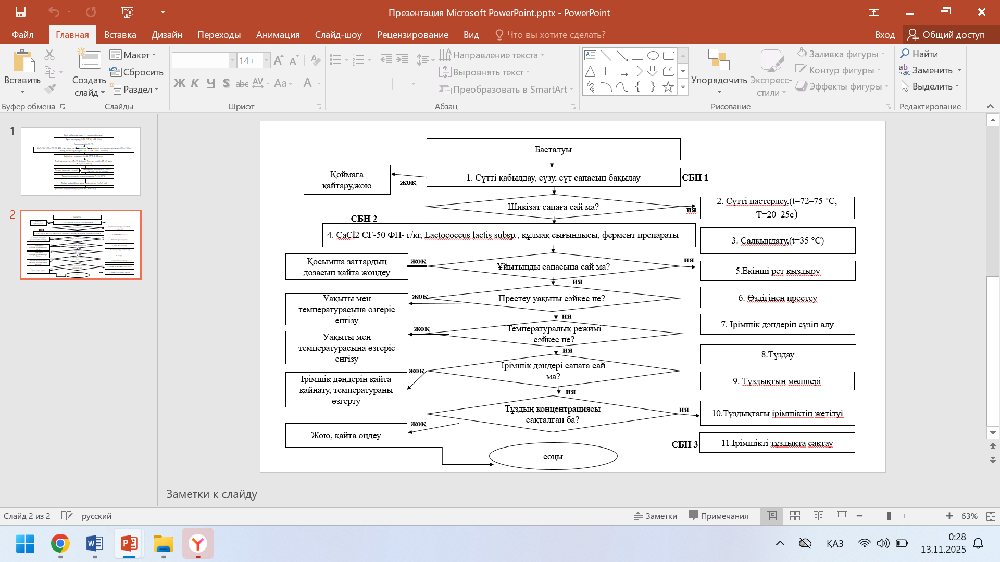 Презентация Microsoft PowerPoint.pptx - PowerPoint
Файл Главная Вставка Дизайн Переходы Анимация Слайд-шоу Рецензирование Вид Что вы хотите сделать? Вход Общий доступ
Вставить
Буфер обмена
Создать слайд
Макет
Сбросить
Раздел
Слайды
14+
Ж К Ч S abc AV Aa A
Шрифт
Направление текста
Выровнять текст
Преобразовать в SmartArt
Абзац
Упорядочить
Экспресс-стили
Заливка фигуры
Контур фигуры
Эффекты фигуры
Рисование
Найти
Заменить
Выделить
Редактирование
1
2
Басталуы
Қоймаға
қайтару,жою
жоқ
1. Сүтті қабылдау, сүзу, сүт сапасын бақылау
СБН 1
Шикізат сапаға сай ма?
ия
2. Сүтті пастерлеу,(t=72–75 °C,
T=20–25c)
СБН 2
4. CaCl2 СГ-50 ФП- г/кг, Lactococcus lactis subsp., құлмақ сығындысы, фермент препараты
3. Салқындату,(t=35 °C)
Қосымша заттардың
дозасын қайта жөндеу
жоқ
Ұйытынды сапасына сай ма?
ия
5.Екінші рет қыздыру
ия
Уақыты мен
температурасына өзгеріс
енгізу
жоқ
Престеу уақыты сәйкес пе?
6. Өздігінен престеу
ия
Уақыты мен
температурасына өзгеріс
енгізу
жоқ
Температуралық режимі
сәйкес пе?
7. Ірімшік дәндерін сүзіп алу
ия
8.Тұздау
Ірімшік дәндерін қайта
қайнату, температураны
өзгерту
жоқ
Ірімшік дәндері сапаға сай
ма?
9. Тұздықтың мөлшері
ия
Тұздың концентрациясы
сақталған ба?
ия
10.Тұздықтағы ірімшіктің жетілуі
жоқ
Жою, қайта өңдеу
СБН 3
11.Ірімшікті тұздықта сақтау
соңы
Заметки к слайду
Слайд 2 из 2 русский Заметки Примечания 63%
ҚАЗ
0:28
13.11.2025